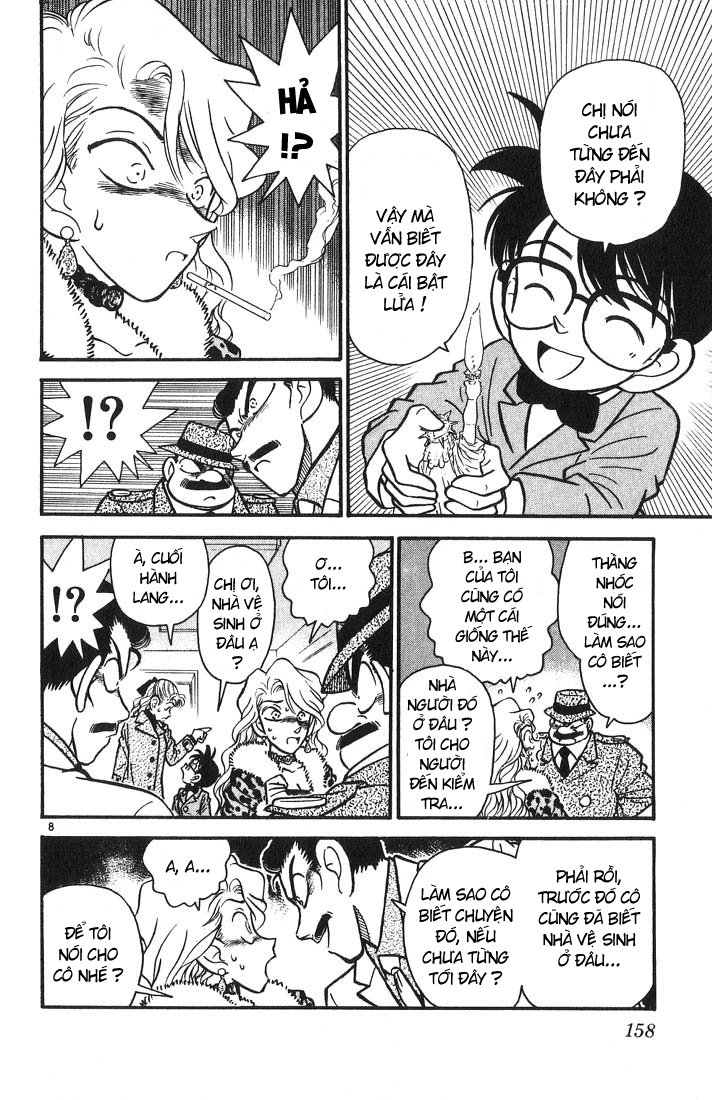 CHỊ NÓI
CHƯA
TỪNG ĐẾN
ĐÂY PHẢI
KHÔNG ?
VẬY MÀ
VẪN BIẾT
ĐƯỢC ĐÂY
LÀ CÁI BẬT
LỬA !
HẢ
!?
!?
THẰNG
NHÓC
NÓI
ĐÚNG...
LÀM SAO
CÔ BIẾT
...?
B... BẠN
CỦA TÔI
CŨNG CÓ
MỘT CÁI
GIỐNG THẾ
NÀY...
NHÀ
NGƯỜI ĐÓ
Ở ĐÂU ?
TÔI CHO
NGƯỜI
ĐẾN KIỂM
TRA...
Ơ...
TÔI...
CHỊ ƠI,
NHÀ VỆ
SINH Ở
ĐÂU Ạ
?
À, CUỐI
HÀNH
LANG...
!?
8
PHẢI RỒI,
TRƯỚC ĐÓ CÔ
CŨNG ĐÃ BIẾT
NHÀ VỆ SINH
Ở ĐÂU...
LÀM SAO CÔ
BIẾT CHUYỆN
ĐÓ, NẾU
CHƯA TỪNG
TỚI ĐÂY ?
A, A...
ĐỂ TÔI
NÓI CHO
CÔ NHÉ ?
158